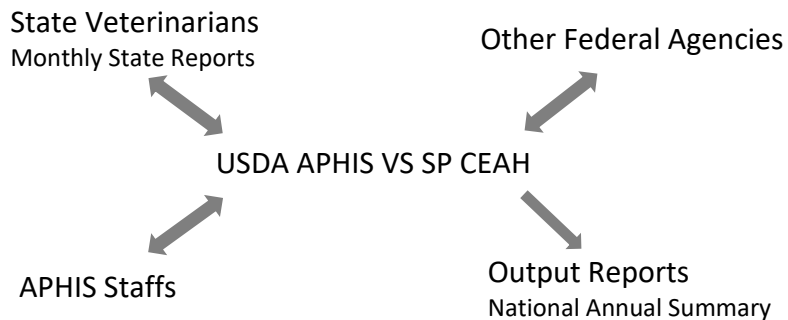 State Veterinarians
Monthly State Reports
Other Federal Agencies
USDA APHIS VS SP CEAH
APHIS Staffs
Output Reports
National Annual Summary